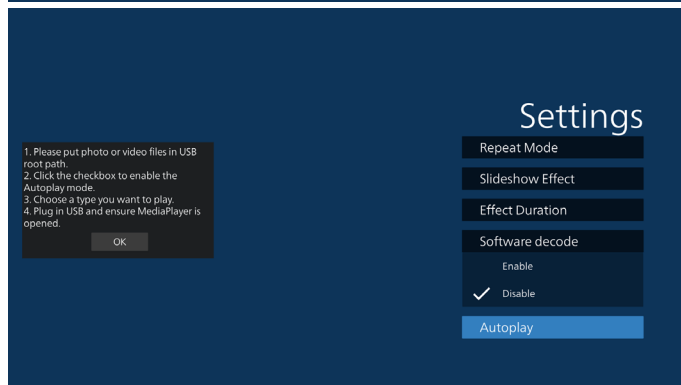 Settings
1. Please put photo or video files in USB
root path.
2. Click the checkbox to enable the
Autoplay mode.
3. Choose a type you want to play.
4. Plug in USB and ensure MediaPlayer is
opened.
OK
Repeat Mode
Slideshow Effect
Effect Duration
Software decode
Enable
Disable
Autoplay